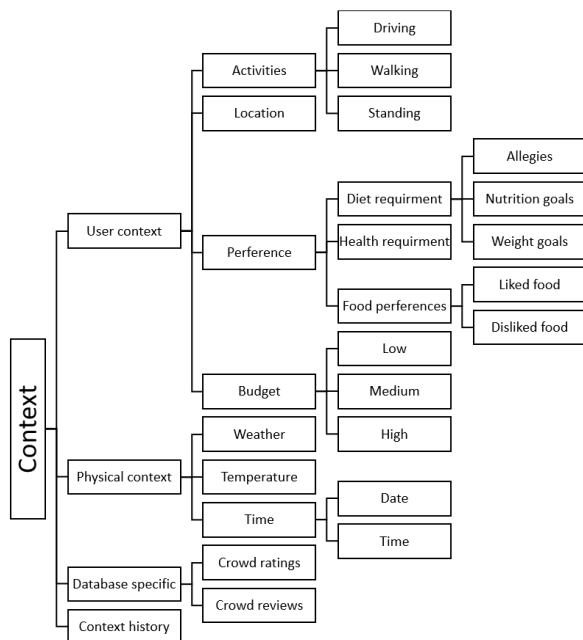 Context
User context
Activities
Driving
Walking
Standing
Location
Perference
Diet requirment
Allegies
Nutrition goals
Weight goals
Health requirment
Food perferences
Liked food
Disliked food
Budget
Low
Medium
High
Physical context
Weather
Temperature
Time
Date
Time
Database specific
Crowd ratings
Crowd reviews
Context history